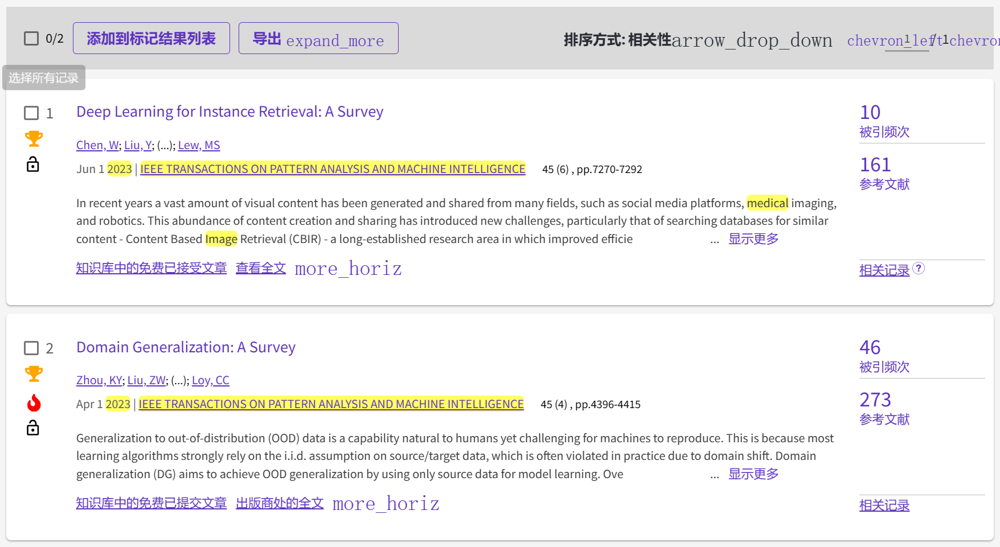 0/2 添加到标记结果列表 导出 expand_more 排序方式: 相关性arrow_drop_down chevron_left 1 / 1 chevron
选择所有记录
1 Deep Learning for Instance Retrieval: A Survey
Chen, W; Liu, Y; (...); Lew, MS
Jun 1 2023 | IEEE TRANSACTIONS ON PATTERN ANALYSIS AND MACHINE INTELLIGENCE 45 (6) , pp.7270-7292
In recent years a vast amount of visual content has been generated and shared from many fields, such as social media platforms, medical imaging,
and robotics. This abundance of content creation and sharing has introduced new challenges, particularly that of searching databases for similar
content - Content Based Image Retrieval (CBIR) - a long-established research area in which improved efficie ... 显示更多
知识库中的免费已接受文章 查看全文 more_horiz
10
被引频次
161
参考文献
相关记录 ?
2 Domain Generalization: A Survey
Zhou, KY; Liu, ZW; (...); Loy, CC
Apr 1 2023 | IEEE TRANSACTIONS ON PATTERN ANALYSIS AND MACHINE INTELLIGENCE 45 (4) , pp.4396-4415
Generalization to out-of-distribution (OOD) data is a capability natural to humans yet challenging for machines to reproduce. This is because most
learning algorithms strongly rely on the i.i.d. assumption on source/target data, which is often violated in practice due to domain shift. Domain
generalization (DG) aims to achieve OOD generalization by using only source data for model learning. Ove ... 显示更多
知识库中的免费已提交文章 出版商处的全文 more_horiz
46
被引频次
273
参考文献
相关记录